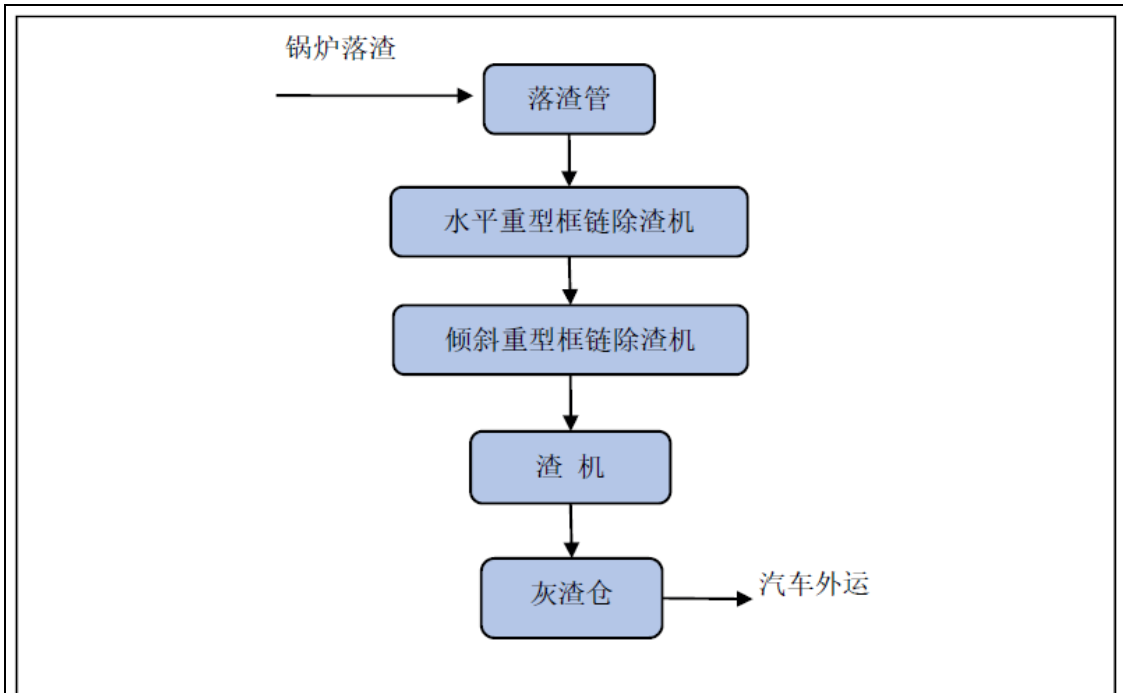 锅炉落渣
落渣管
水平重型框链除渣机
倾斜重型框链除渣机
渣 机
灰渣仓
汽车外运